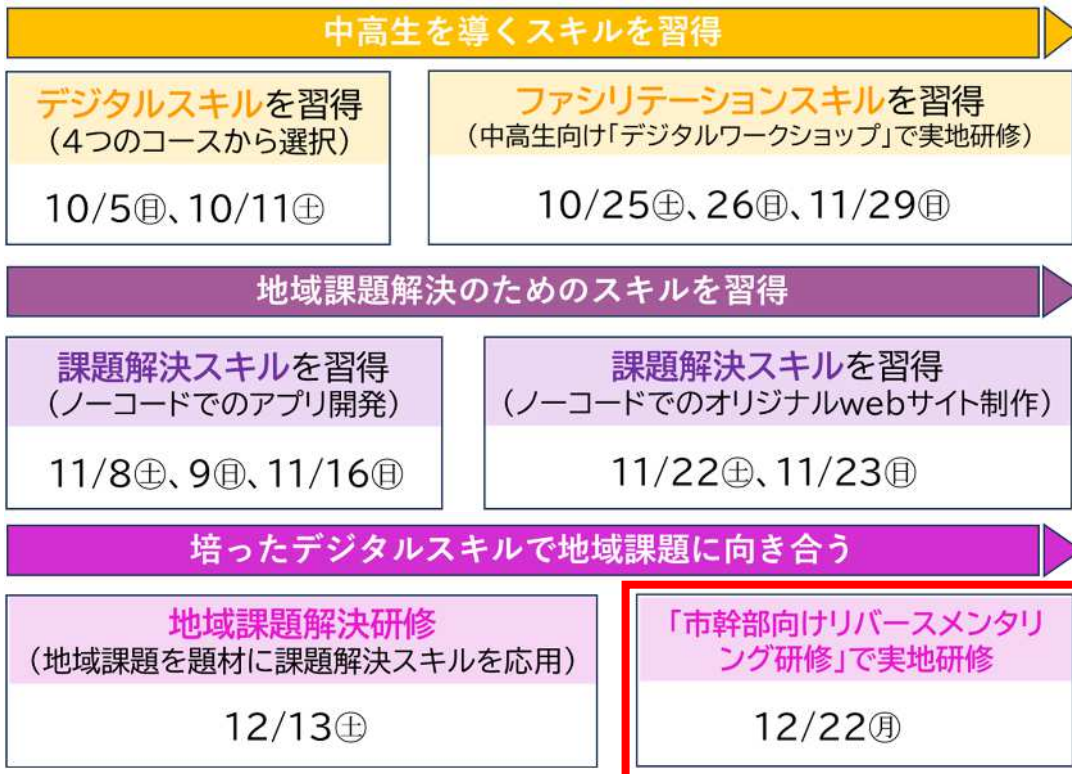 中高生を導くスキルを習得
デジタルスキルを習得
(4つのコースから選択)
10/5㊐、10/11㊏
ファシリテーションスキルを習得
(中高生向け「デジタルワークショップ」で実地研修)
10/25㊏、26㊐、11/29㊐
地域課題解決のためのスキルを習得
課題解決スキルを習得
(ノーコードでのアプリ開発)
11/8㊏、9㊐、11/16㊐
課題解決スキルを習得
(ノーコードでのオリジナルwebサイト制作)
11/22㊏、11/23㊐
培ったデジタルスキルで地域課題に向き合う
地域課題解決研修
(地域課題を題材に課題解決スキルを応用)
12/13㊏
「市幹部向けリバースメンタリ
ング研修」で実地研修
12/22㊊